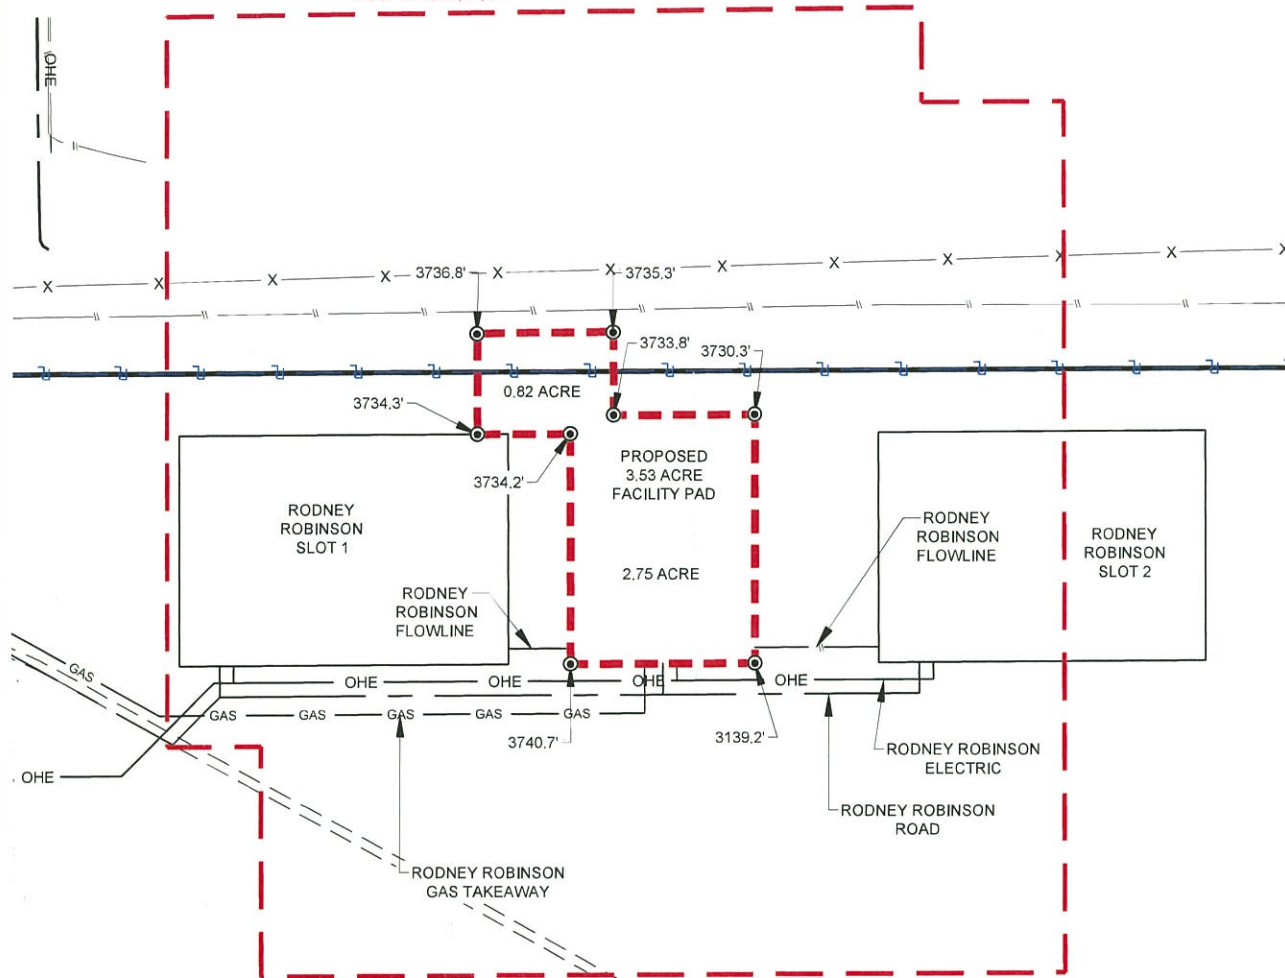 OHE
3736.8'
3735.3'
3733.8'
3730.3'
0.82 ACRE
3734.3'
3734.2'
PROPOSED
3.53 ACRE
FACILITY PAD
2.75 ACRE
RODNEY
ROBINSON
SLOT 1
RODNEY
ROBINSON
FLOWLINE
RODNEY
ROBINSON
FLOWLINE
RODNEY
ROBINSON
SLOT 2
GAS
OHE
OHE
OHE
OHE
GAS
GAS
GAS
GAS
GAS
3740.7'
3139.2'
OHE
RODNEY ROBINSON
ELECTRIC
RODNEY ROBINSON
ROAD
RODNEY ROBINSON
GAS TAKEAWAY